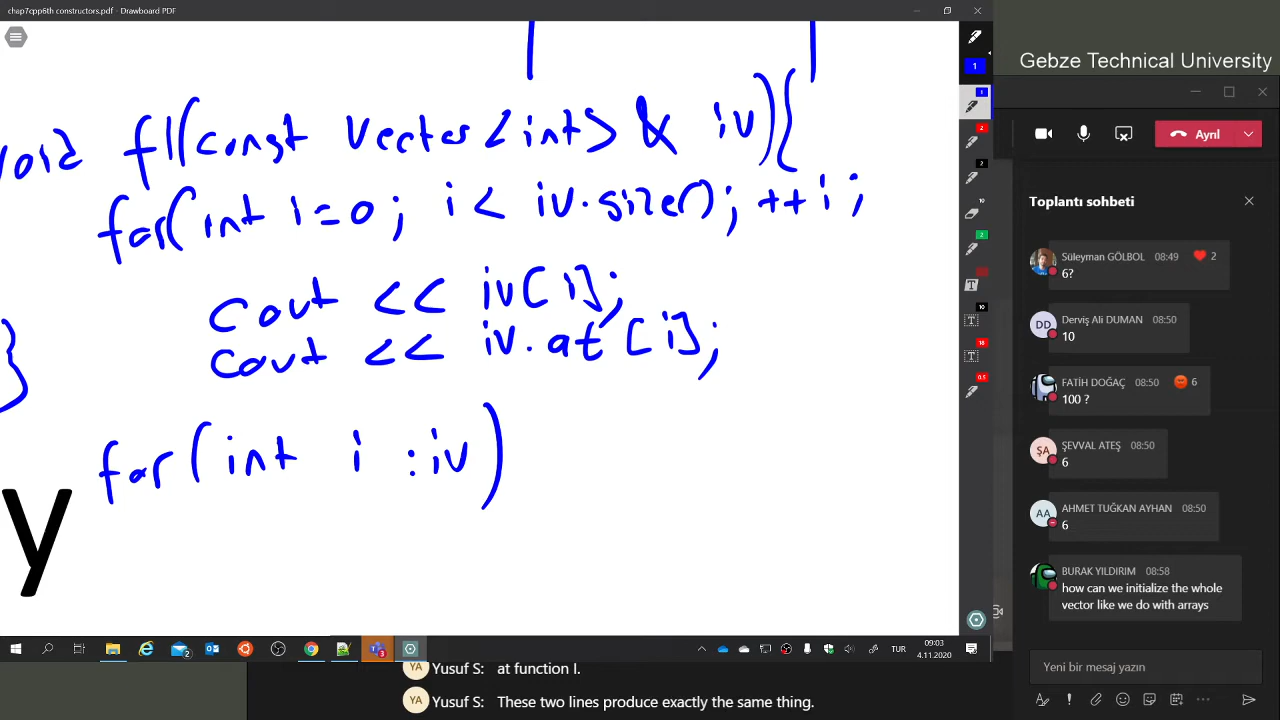 chap7cpp6th constructors.pdf - Drawboard PDF
Gebze Technical University
Ayrıl
void f1(const vector<int> & iv){
for(int i=0; i< iv.size(); ++i;
cout << iv[i];
cout << iv.at[i];
}
for(int i :iv)
y
Toplantı sohbeti
Süleyman GÖLBOL 08:49 2
6?
DD Derviş Ali DUMAN 08:50
10
FATİH DOĞAÇ 08:50 6
100 ?
ŞA ŞEVVAL ATEŞ 08:50
6
AA AHMET TUĞKAN AYHAN 08:50
6
BURAK YILDIRIM 08:58
how can we initialize the whole
vector like we do with arrays
Yeni bir mesaj yazın
TUR
09:03
4.11.2020
YA Yusuf S: at function I.
YA Yusuf S: These two lines produce exactly the same thing.